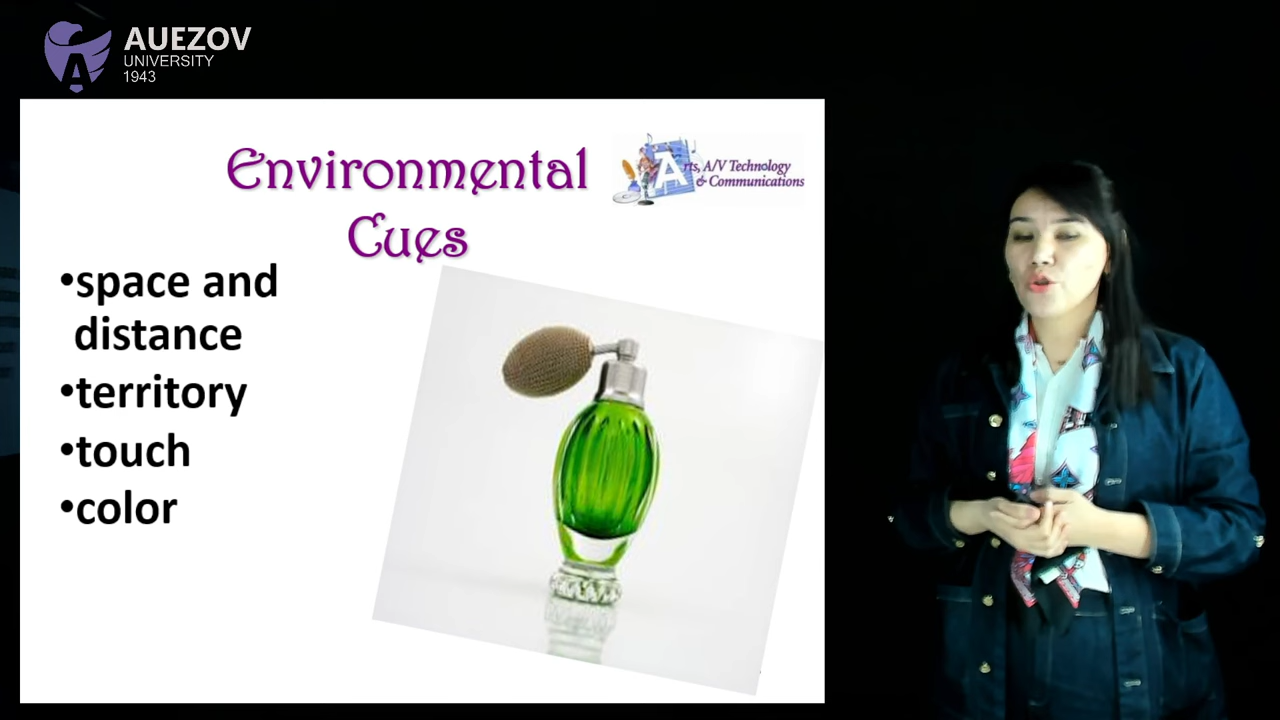 AUEZOV
UNIVERSITY
1943
Environmental
Cues
Arts, A/V Technology
& Communications
•space and
distance
•territory
•touch
•color